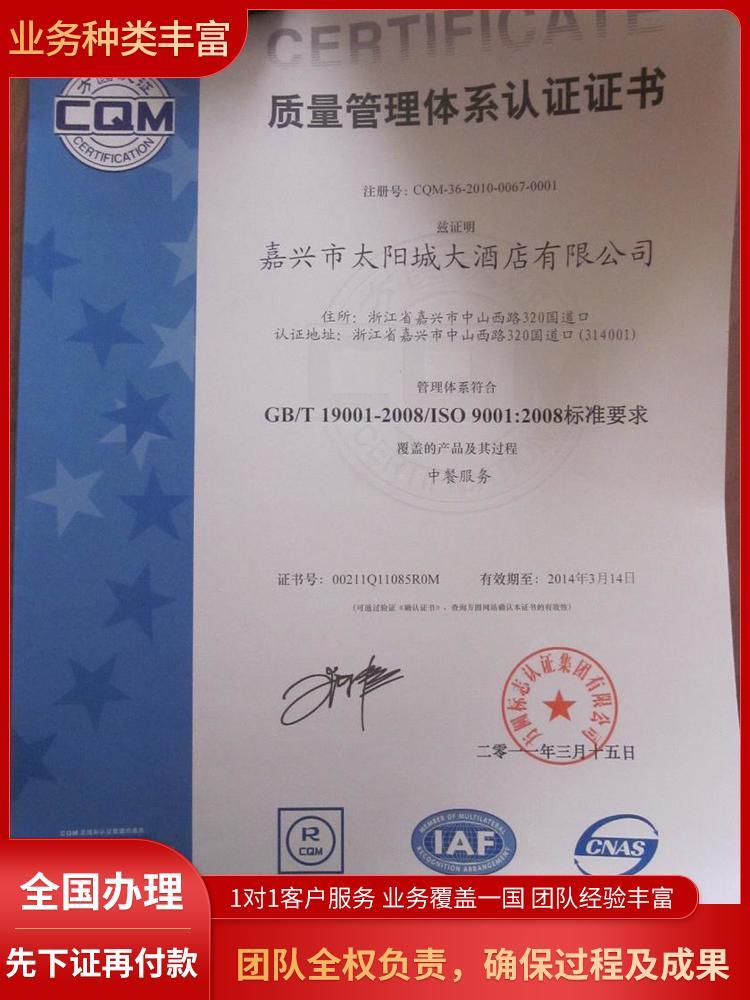 业务种类丰富
CERTIFICATE
CQM
CERTIFICATION
质量管理体系认证证书
注册号：CQM-36-2010-0067-0001
兹证明
嘉兴市太阳城大酒店有限公司
住所：浙江省嘉兴市中山西路320国道口
认证地址：浙江省嘉兴市中山西路320国道口(314001)
管理体系符合
GB/T 19001-2008/ISO 9001:2008标准要求
覆盖的产品及其过程
中餐服务
证书号：00211Q11085R0M 有效期至：2014年3月14日
方圆标志认证集团有限公司
二零一一年三月十五日
R
CQM
MEMBER OF MULTILATERAL
IAF
RECOGNITION ARRANGEMENT
CNAS
全国办理
1对1客户服务 业务覆盖一国 团队经验丰富
先下证再付款
团队全权负责，确保过程及成果